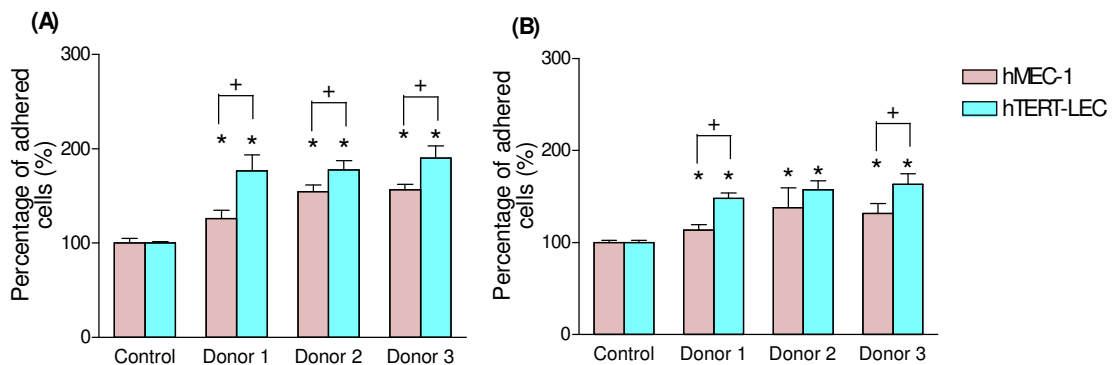 (A)
Percentage of adhered
cells (%)
300
200
100
0
+
+
+
* * * * * *
Control Donor 1 Donor 2 Donor 3
(B)
Percentage of adhered
cells (%)
300
200
100
0
+
+
* * * * * *
Control Donor 1 Donor 2 Donor 3
hMEC-1
hTERT-LEC